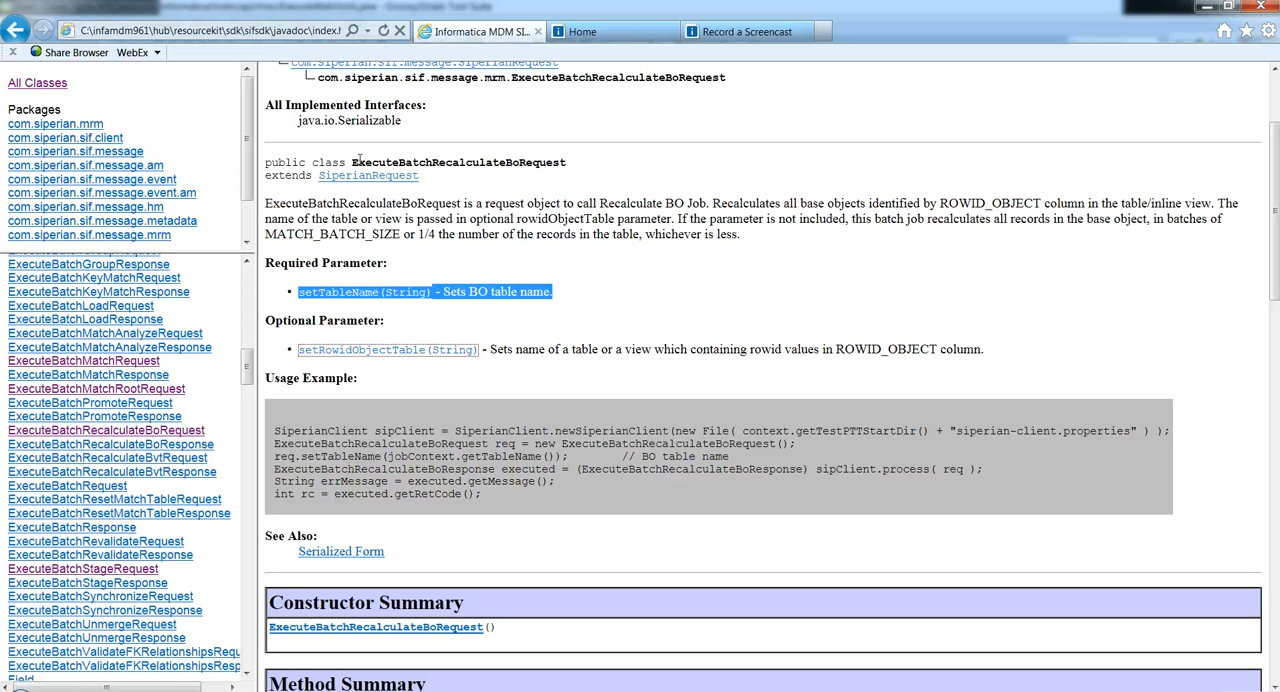 C:\infamdm961\hub\resourcekit\sdk\sifsdk\javadoc\index.h
Informatica MDM SI...
Home
Record a Screencast
x Share Browser WebEx
All Classes
Packages
com.siperian.mrm
com.siperian.sif.client
com.siperian.sif.message
com.siperian.sif.message.am
com.siperian.sif.message.event
com.siperian.sif.message.event.am
com.siperian.sif.message.hm
com.siperian.sif.message.metadata
com.siperian.sif.message.mrm
ExecuteBatchGroupResponse
ExecuteBatchKeyMatchRequest
ExecuteBatchKeyMatchResponse
ExecuteBatchLoadRequest
ExecuteBatchLoadResponse
ExecuteBatchMatchAnalyzeRequest
ExecuteBatchMatchAnalyzeResponse
ExecuteBatchMatchRequest
ExecuteBatchMatchResponse
ExecuteBatchMatchRootRequest
ExecuteBatchPromoteRequest
ExecuteBatchPromoteResponse
ExecuteBatchRecalculateBoRequest
ExecuteBatchRecalculateBoResponse
ExecuteBatchRecalculateBvtRequest
ExecuteBatchRecalculateBvtResponse
ExecuteBatchRequest
ExecuteBatchResetMatchTableRequest
ExecuteBatchResetMatchTableResponse
ExecuteBatchResponse
ExecuteBatchRevalidateRequest
ExecuteBatchRevalidateResponse
ExecuteBatchStageRequest
ExecuteBatchStageResponse
ExecuteBatchSynchronizeRequest
ExecuteBatchSynchronizeResponse
ExecuteBatchUnmergeRequest
ExecuteBatchUnmergeResponse
ExecuteBatchValidateFKRelationshipsRequ
ExecuteBatchValidateFKRelationshipsResp
Field
com.siperian.sif.message.SiperianRequest
com.siperian.sif.message.mrm.ExecuteBatchRecalculateBoRequest
All Implemented Interfaces:
java.io.Serializable
public class ExecuteBatchRecalculateBoRequest
extends SiperianRequest
ExecuteBatchRecalculateBoRequest is a request object to call Recalculate BO Job. Recalculates all base objects identified by ROWID_OBJECT column in the table/inline view. The
name of the table or view is passed in optional rowidObjectTable parameter. If the parameter is not included, this batch job recalculates all records in the base object, in batches of
MATCH_BATCH_SIZE or 1/4 the number of the records in the table, whichever is less.
Required Parameter:
• setTableName(String) - Sets BO table name.
Optional Parameter:
• setRowidObjectTable(String) - Sets name of a table or a view which containing rowid values in ROWID_OBJECT column.
Usage Example:
SiperianClient sipClient = SiperianClient.newSiperianClient(new File( context.getTestPTTStartDir() + "siperian-client.properties" ) );
ExecuteBatchRecalculateBoRequest req = new ExecuteBatchRecalculateBoRequest();
req.setTableName(jobContext.getTableName()); // BO table name
ExecuteBatchRecalculateBoResponse executed = (ExecuteBatchRecalculateBoResponse) sipClient.process( req );
String errMessage = executed.getMessage();
int rc = executed.getRetCode();
See Also:
Serialized Form
Constructor Summary
ExecuteBatchRecalculateBoRequest()
Method Summary